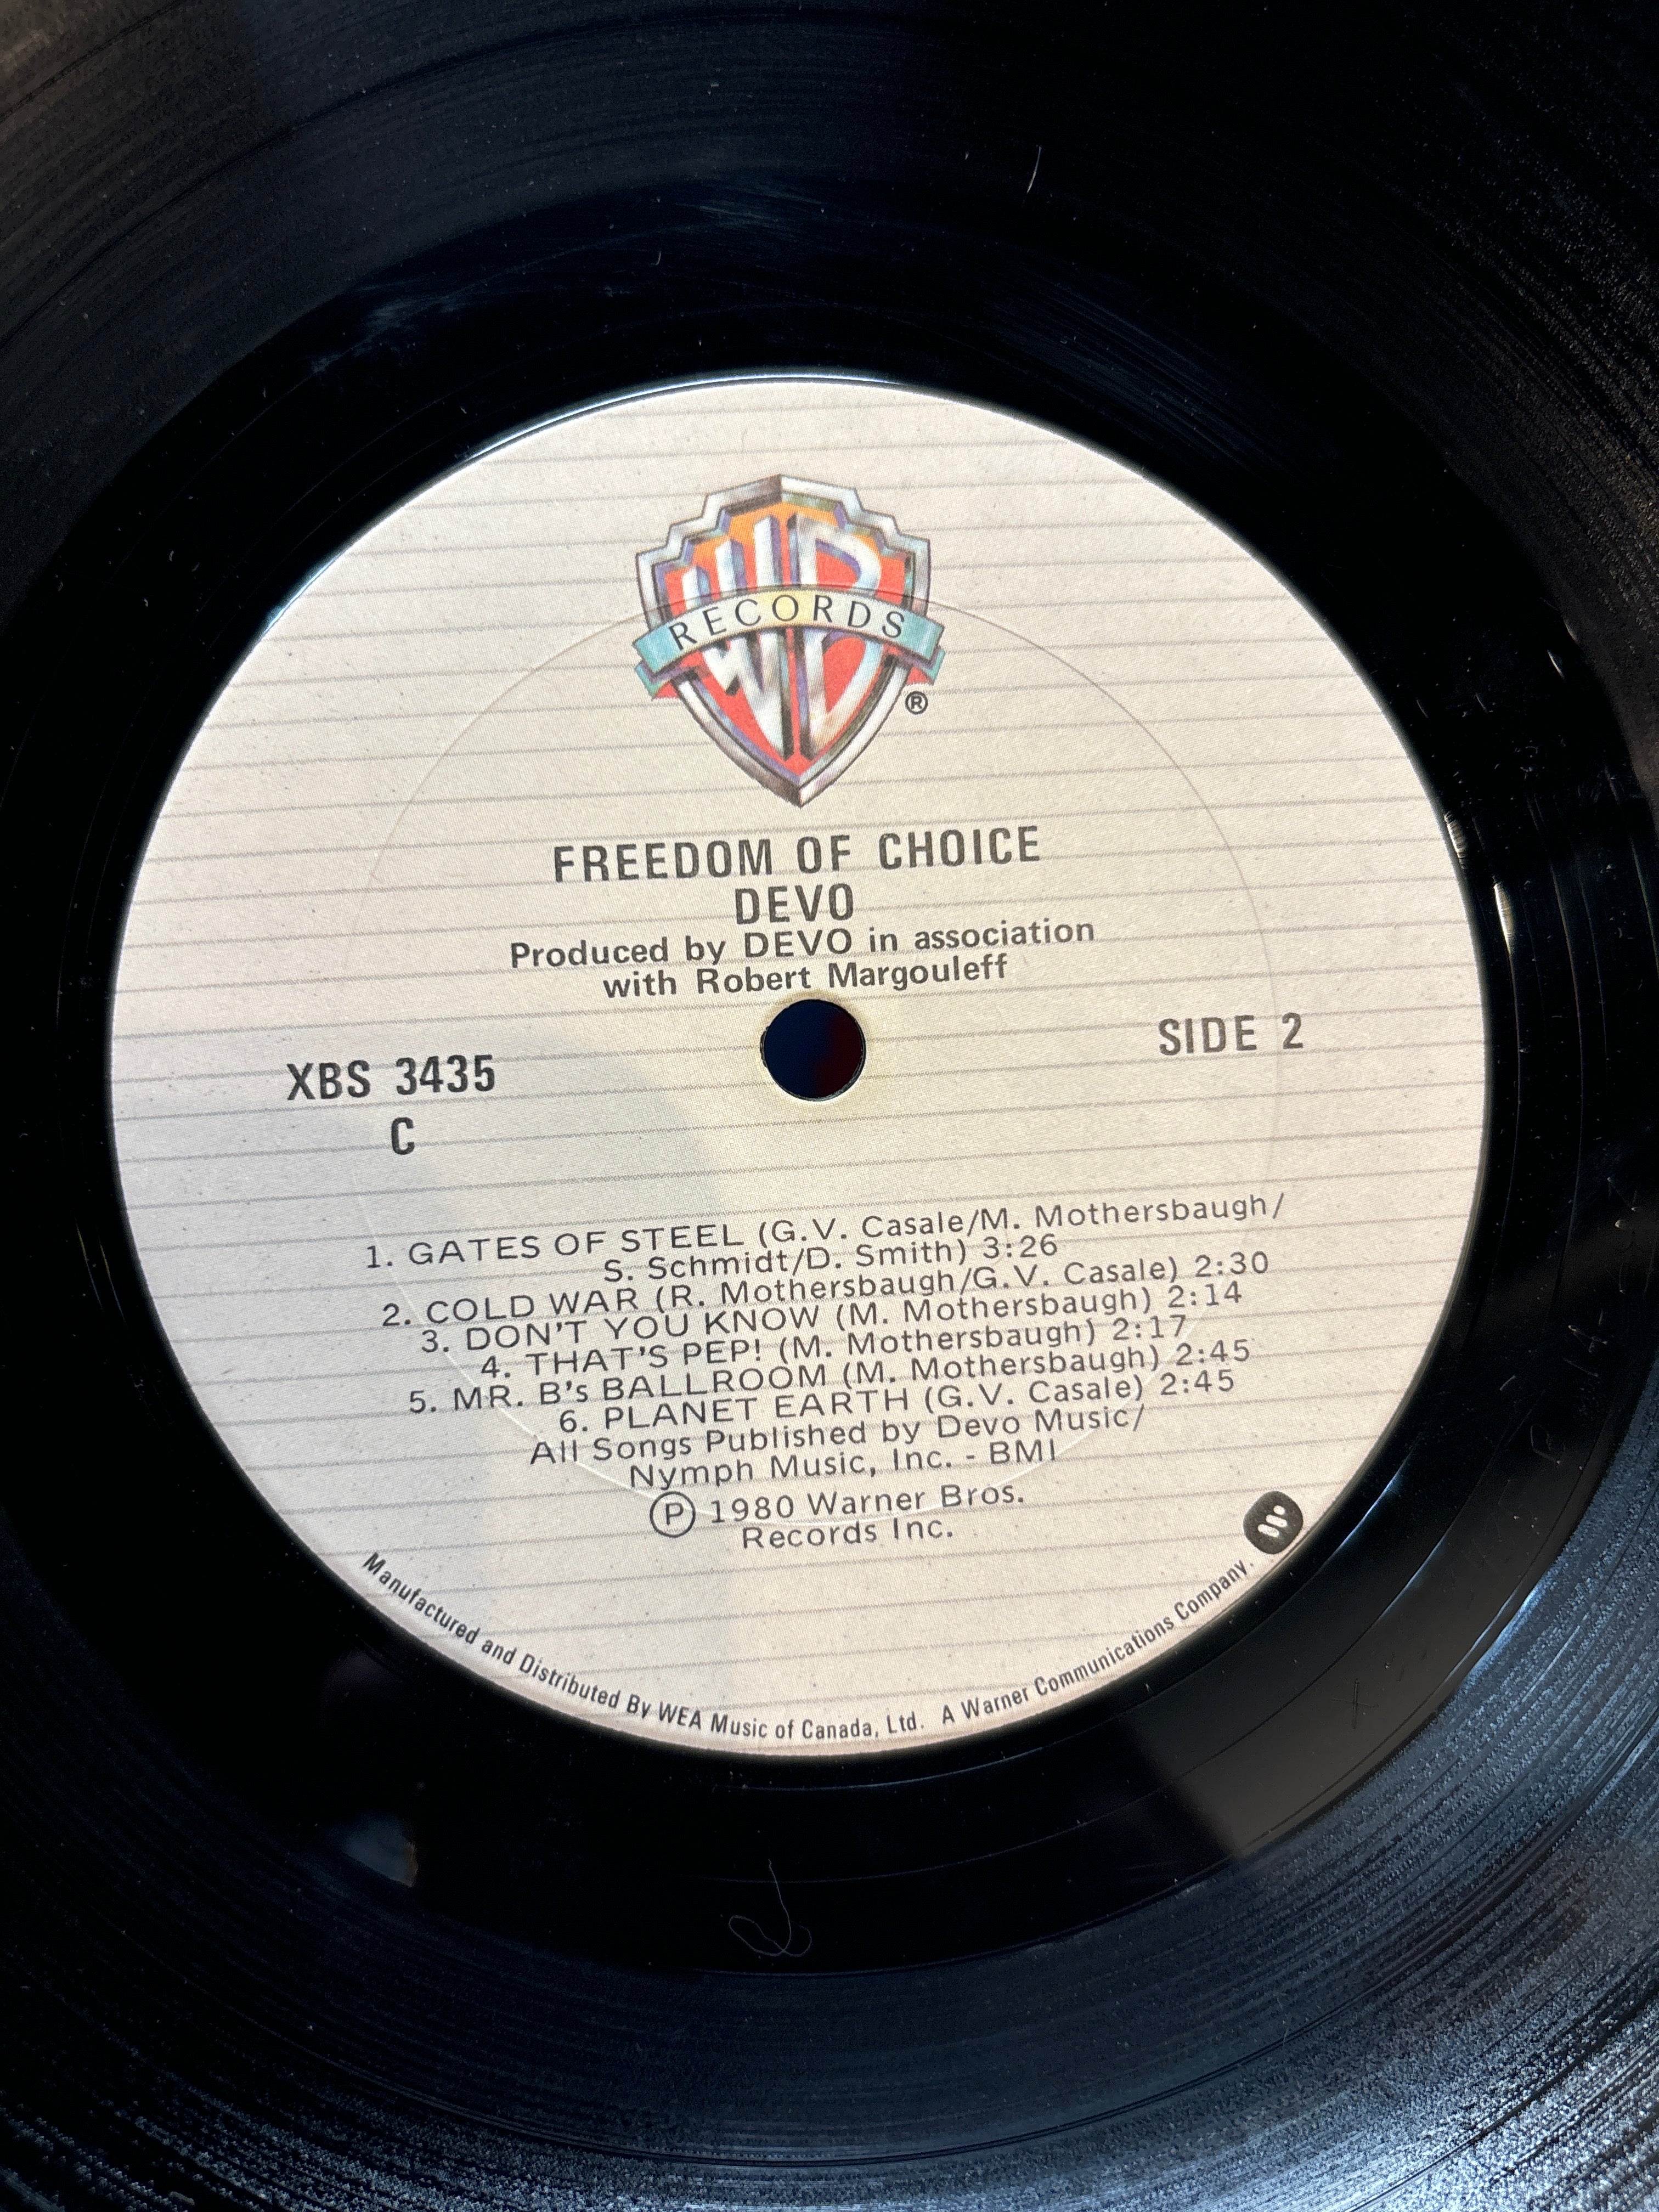 WB
RECORDS
®
FREEDOM OF CHOICE
DEVO
Produced by DEVO in association
with Robert Margouleff
XBS 3435
C
SIDE 2
1. GATES OF STEEL (G.V. Casale/M. Mothersbaugh/
S. Schmidt/D. Smith) 3:26
2. COLD WAR (R. Mothersbaugh/G.V. Casale) 2:30
3. DON'T YOU KNOW (M. Mothersbaugh) 2:14
4. THAT'S PEP! (M. Mothersbaugh) 2:17
5. MR. B's BALLROOM (M. Mothersbaugh) 2:45
6. PLANET EARTH (G.V. Casale) 2:45
All Songs Published by Devo Music/
Nymph Music, Inc. - BMI
Ⓟ 1980 Warner Bros.
Records Inc.
Manufactured and Distributed By WEA Music of Canada, Ltd. A Warner Communications Company.